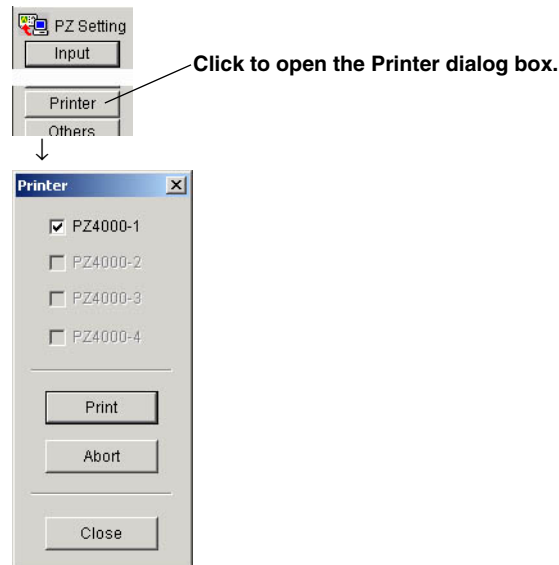 PZ Setting
Input
Click to open the Printer dialog box.
Printer
Others
↓
Printer
PZ4000-1
PZ4000-2
PZ4000-3
PZ4000-4
Print
Abort
Close